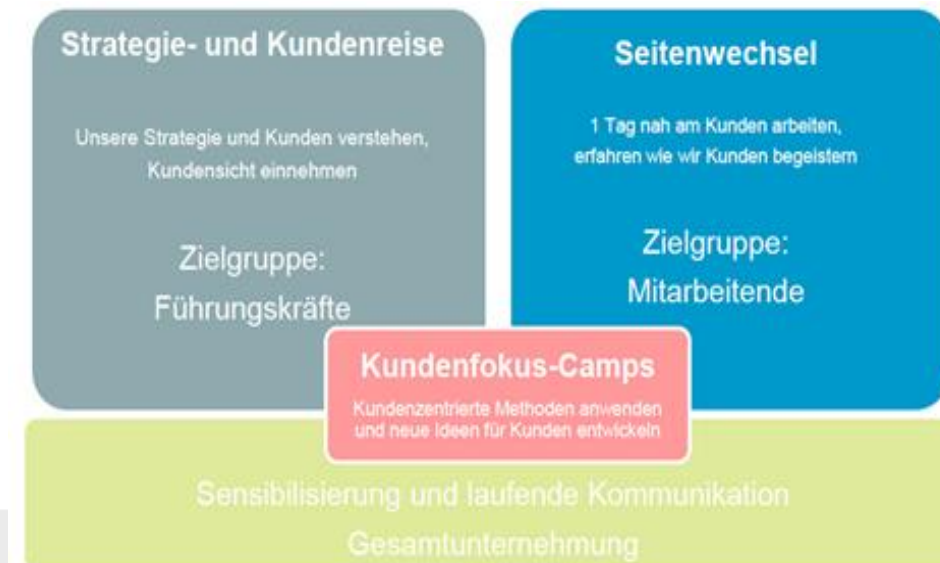 Strategie- und Kundenreise
Unsere Strategie und Kunden verstehen,
Kundensicht einnehmen
Zielgruppe:
Führungskräfte
Seitenwechsel
1 Tag nah am Kunden arbeiten,
erfahren wie wir Kunden begeistern
Zielgruppe:
Mitarbeitende
Kundenfokus-Camps
Kundenzentrierte Methoden anwenden
und neue Ideen für Kunden entwickeln
Sensibilisierung und laufende Kommunikation
Gesamtunternehmung